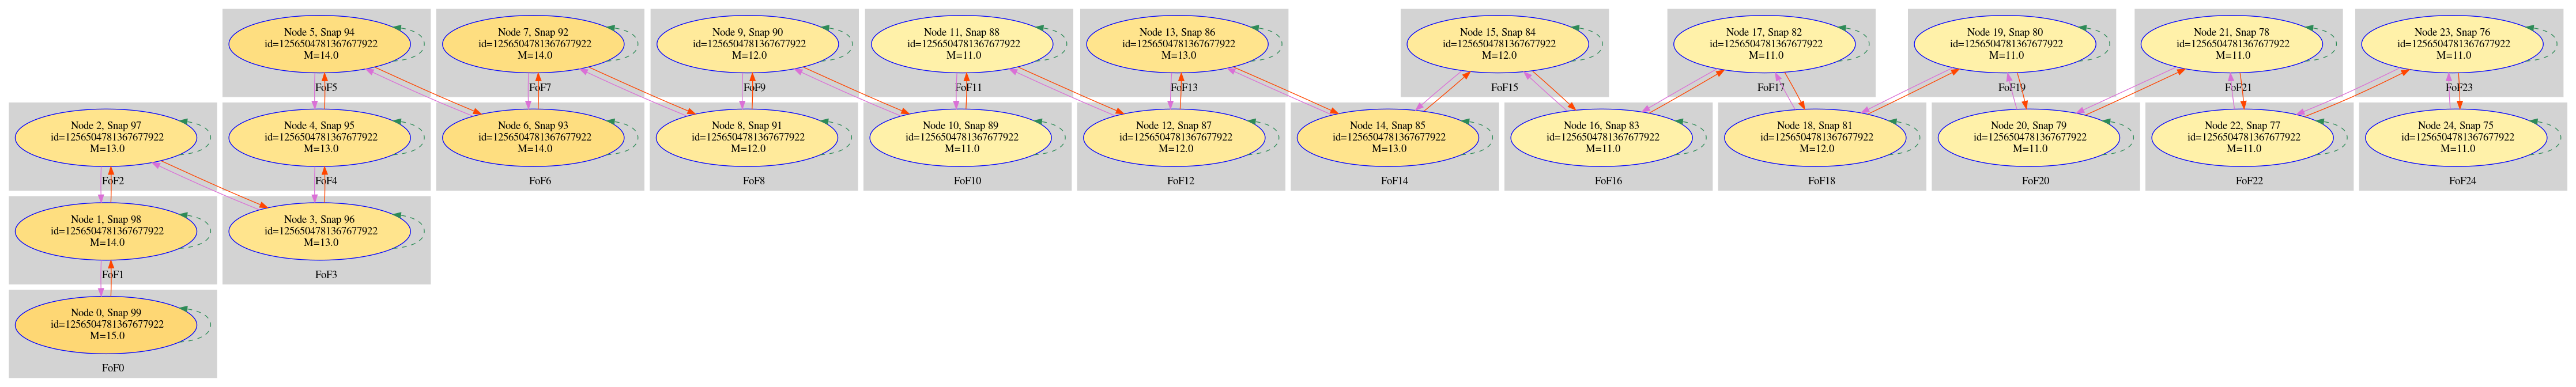 Node 5, Snap 94
id=1256504781367677922
M=14.0
FoF5
Node 7, Snap 92
id=1256504781367677922
M=14.0
FoF7
Node 9, Snap 90
id=1256504781367677922
M=12.0
FoF9
Node 11, Snap 88
id=1256504781367677922
M=11.0
FoF11
Node 13, Snap 86
id=1256504781367677922
M=13.0
FoF13
Node 15, Snap 84
id=1256504781367677922
M=12.0
FoF15
Node 17, Snap 82
id=1256504781367677922
M=11.0
FoF17
Node 19, Snap 80
id=1256504781367677922
M=11.0
FoF19
Node 21, Snap 78
id=1256504781367677922
M=11.0
FoF21
Node 23, Snap 76
id=1256504781367677922
M=11.0
FoF23
Node 2, Snap 97
id=1256504781367677922
M=13.0
FoF2
Node 4, Snap 95
id=1256504781367677922
M=13.0
FoF4
Node 6, Snap 93
id=1256504781367677922
M=14.0
FoF6
Node 8, Snap 91
id=1256504781367677922
M=12.0
FoF8
Node 10, Snap 89
id=1256504781367677922
M=11.0
FoF10
Node 12, Snap 87
id=1256504781367677922
M=12.0
FoF12
Node 14, Snap 85
id=1256504781367677922
M=13.0
FoF14
Node 16, Snap 83
id=1256504781367677922
M=11.0
FoF16
Node 18, Snap 81
id=1256504781367677922
M=12.0
FoF18
Node 20, Snap 79
id=1256504781367677922
M=11.0
FoF20
Node 22, Snap 77
id=1256504781367677922
M=11.0
FoF22
Node 24, Snap 75
id=1256504781367677922
M=11.0
FoF24
Node 1, Snap 98
id=1256504781367677922
M=14.0
FoF1
Node 3, Snap 96
id=1256504781367677922
M=13.0
FoF3
Node 0, Snap 99
id=1256504781367677922
M=15.0
FoF0